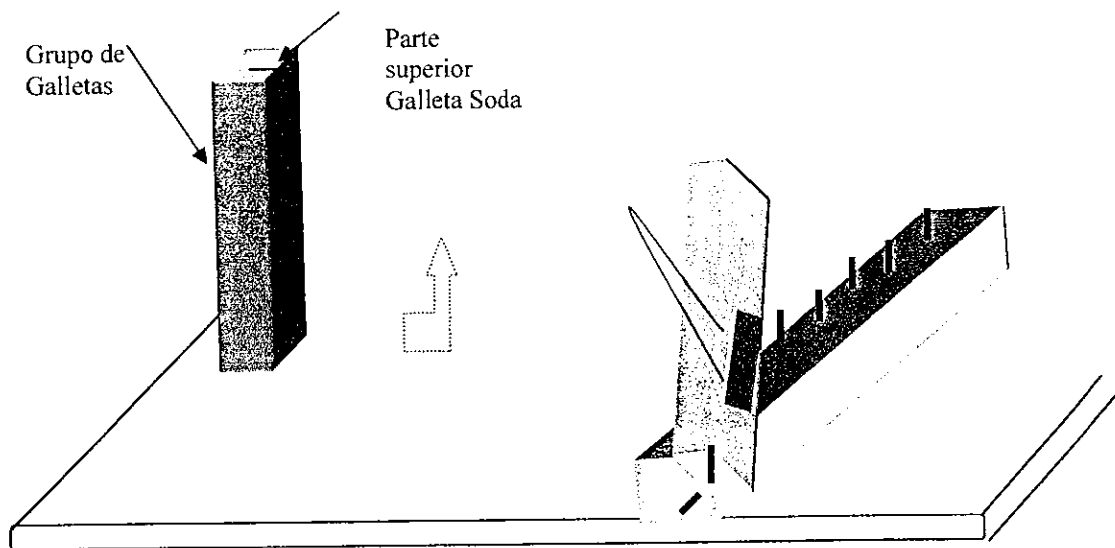 Grupo de
Galletas
Parte
superior
Galleta Soda